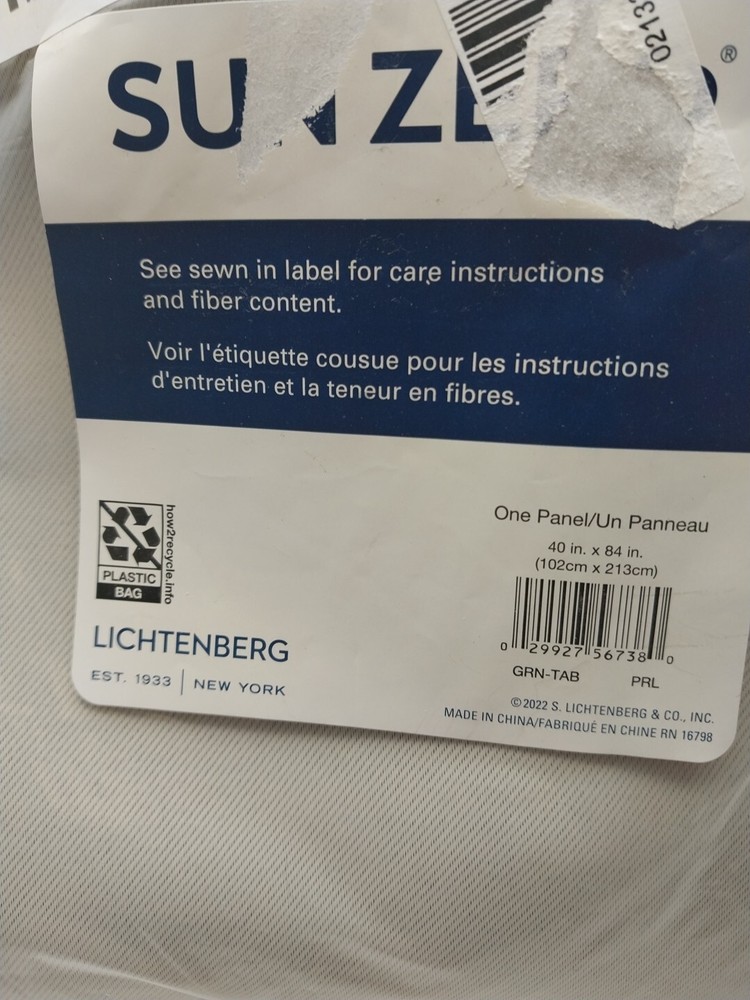 SUN ZE
®
0213
See sewn in label for care instructions
and fiber content.
Voir l'étiquette cousue pour les instructions
d'entretien et la teneur en fibres.
how2recycle.info
PLASTIC
BAG
LICHTENBERG
EST. 1933 | NEW YORK
One Panel/Un Panneau
40 in. x 84 in.
(102cm x 213cm)
0 29927 56738 0
GRN-TAB PRL
©2022 S. LICHTENBERG & CO., INC.
MADE IN CHINA/FABRIQUÉ EN CHINE RN 16798